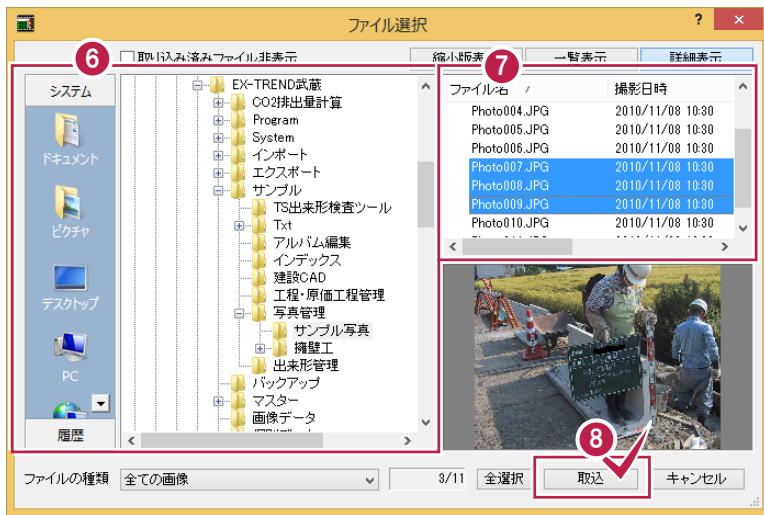 ファイル選択
?
×
6
取り込み済みファイル非表示
一覧表示
詳細表示
7
システム
ドキュメント
ピクチャ
デスクトップ
PC
履歴
EX-TREND武蔵
CO2排出量計算
Program
System
インポート
エクスポート
サンプル
TS出来形検査ツール
Txt
アルバム編集
インデックス
建設CAD
工程・原価工程管理
写真管理
サンプル写真
擁壁工
出来形管理
バックアップ
マスター
画像データ
ファイル名 / 撮影日時
Photo004.JPG 2010/11/08 10:30
Photo005.JPG 2010/11/08 10:30
Photo006.JPG 2010/11/08 10:30
Photo007.JPG 2010/11/08 10:30
Photo008.JPG 2010/11/08 10:30
Photo009.JPG 2010/11/08 10:30
Photo010.JPG 2010/11/08 10:30
8
ファイルの種類 全ての画像 3/11 全選択 取込 キャンセル